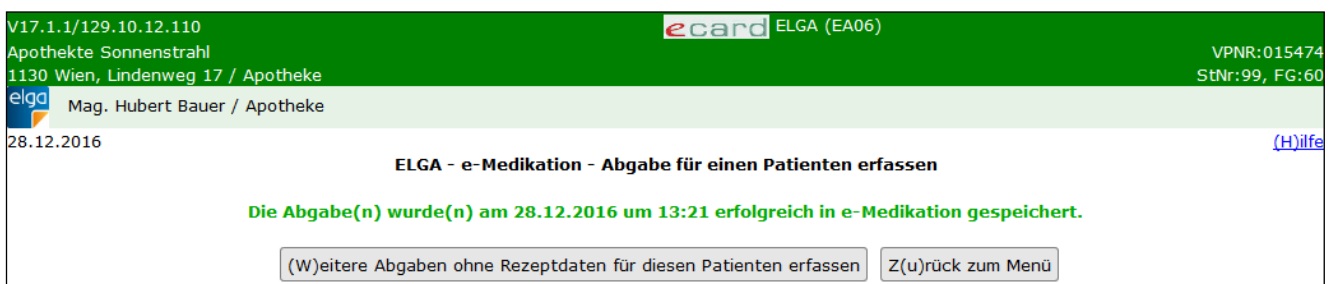 V17.1.1/129.10.12.110 ecard ELGA (EA06)
Apothekte Sonnenstrahl VPNR:015474
1130 Wien, Lindenweg 17 / Apotheke StNr:99, FG:60
elga Mag. Hubert Bauer / Apotheke
28.12.2016 (H)ilfe
ELGA - e-Medikation - Abgabe für einen Patienten erfassen
Die Abgabe(n) wurde(n) am 28.12.2016 um 13:21 erfolgreich in e-Medikation gespeichert.
(W)eitere Abgaben ohne Rezeptdaten für diesen Patienten erfassen Z(u)rück zum Menü